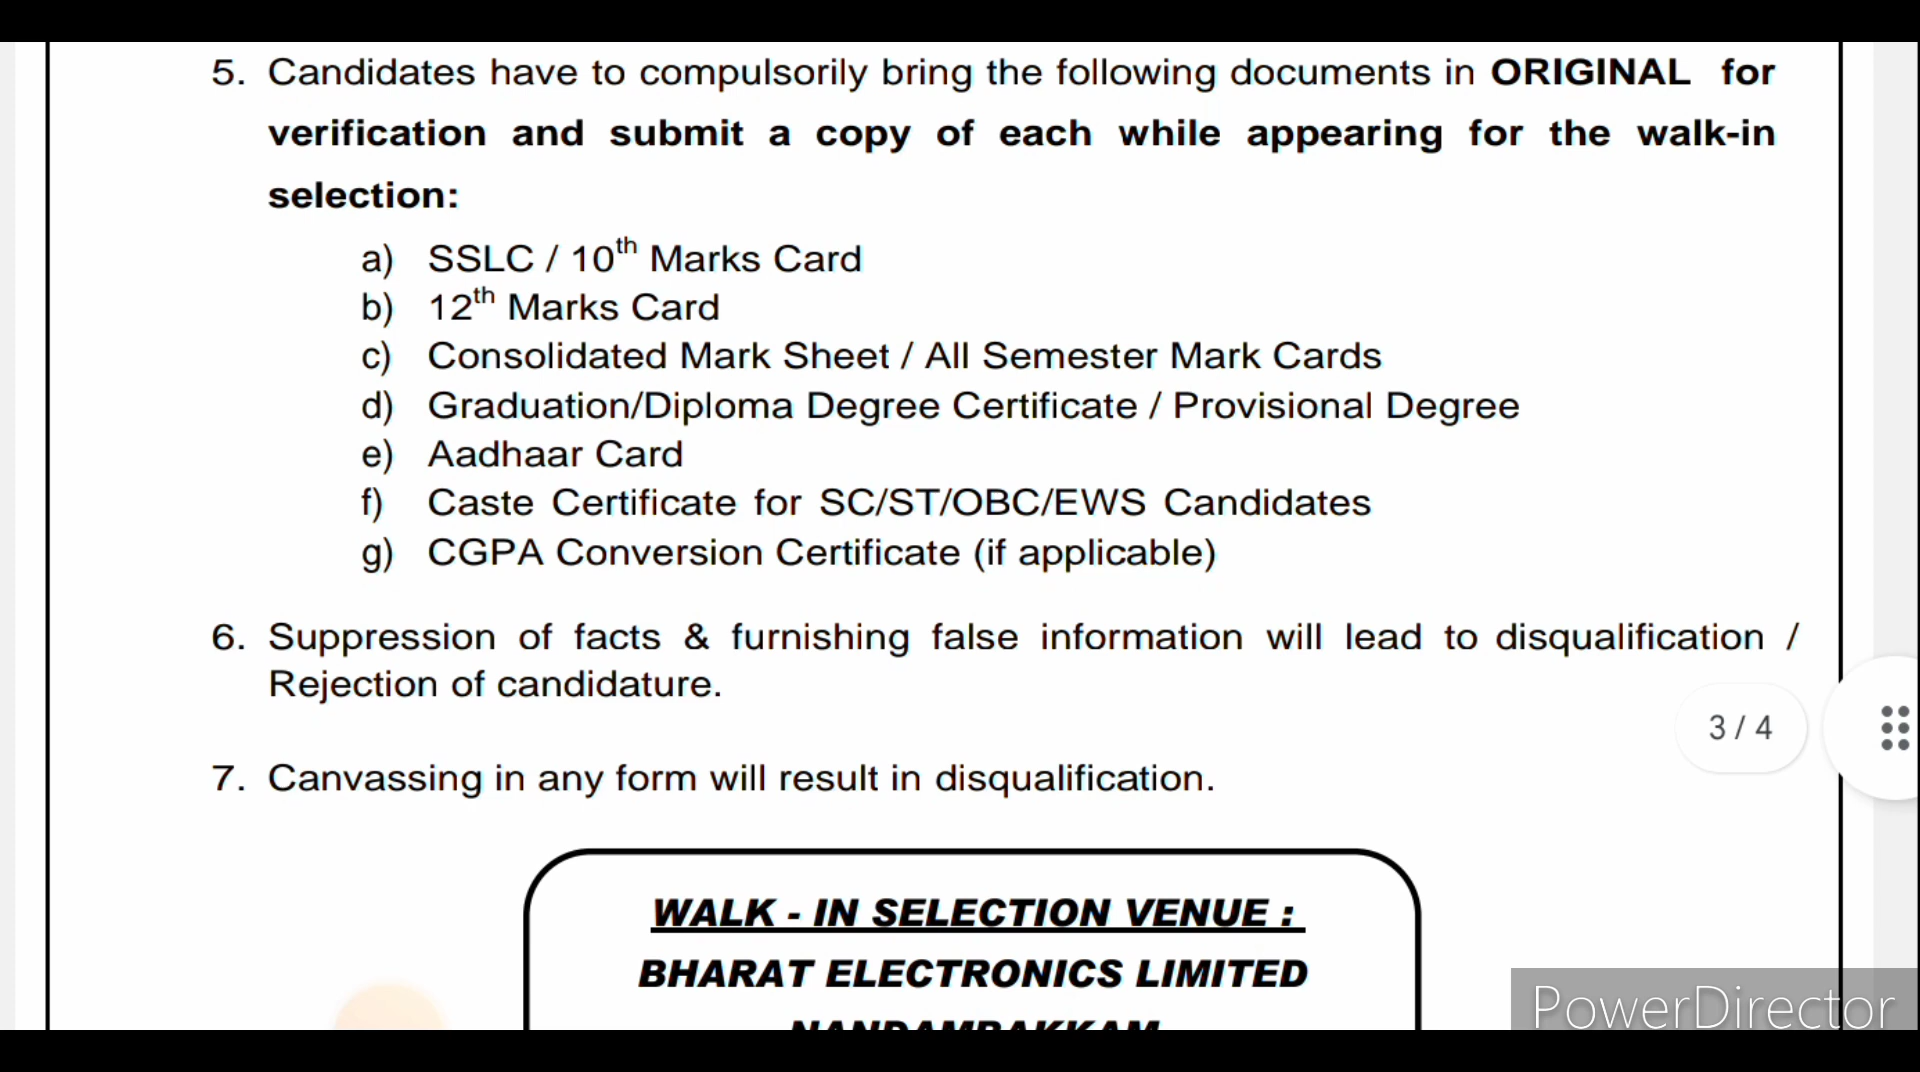 5. Candidates have to compulsorily bring the following documents in ORIGINAL for
verification and submit a copy of each while appearing for the walk-in
selection:
a) SSLC / 10th Marks Card
b) 12th Marks Card
c) Consolidated Mark Sheet / All Semester Mark Cards
d) Graduation/Diploma Degree Certificate / Provisional Degree
e) Aadhaar Card
f) Caste Certificate for SC/ST/OBC/EWS Candidates
g) CGPA Conversion Certificate (if applicable)
6. Suppression of facts & furnishing false information will lead to disqualification /
Rejection of candidature.
3 / 4
7. Canvassing in any form will result in disqualification.
WALK - IN SELECTION VENUE :
BHARAT ELECTRONICS LIMITED
NANDAMBAKKAM
PowerDirector